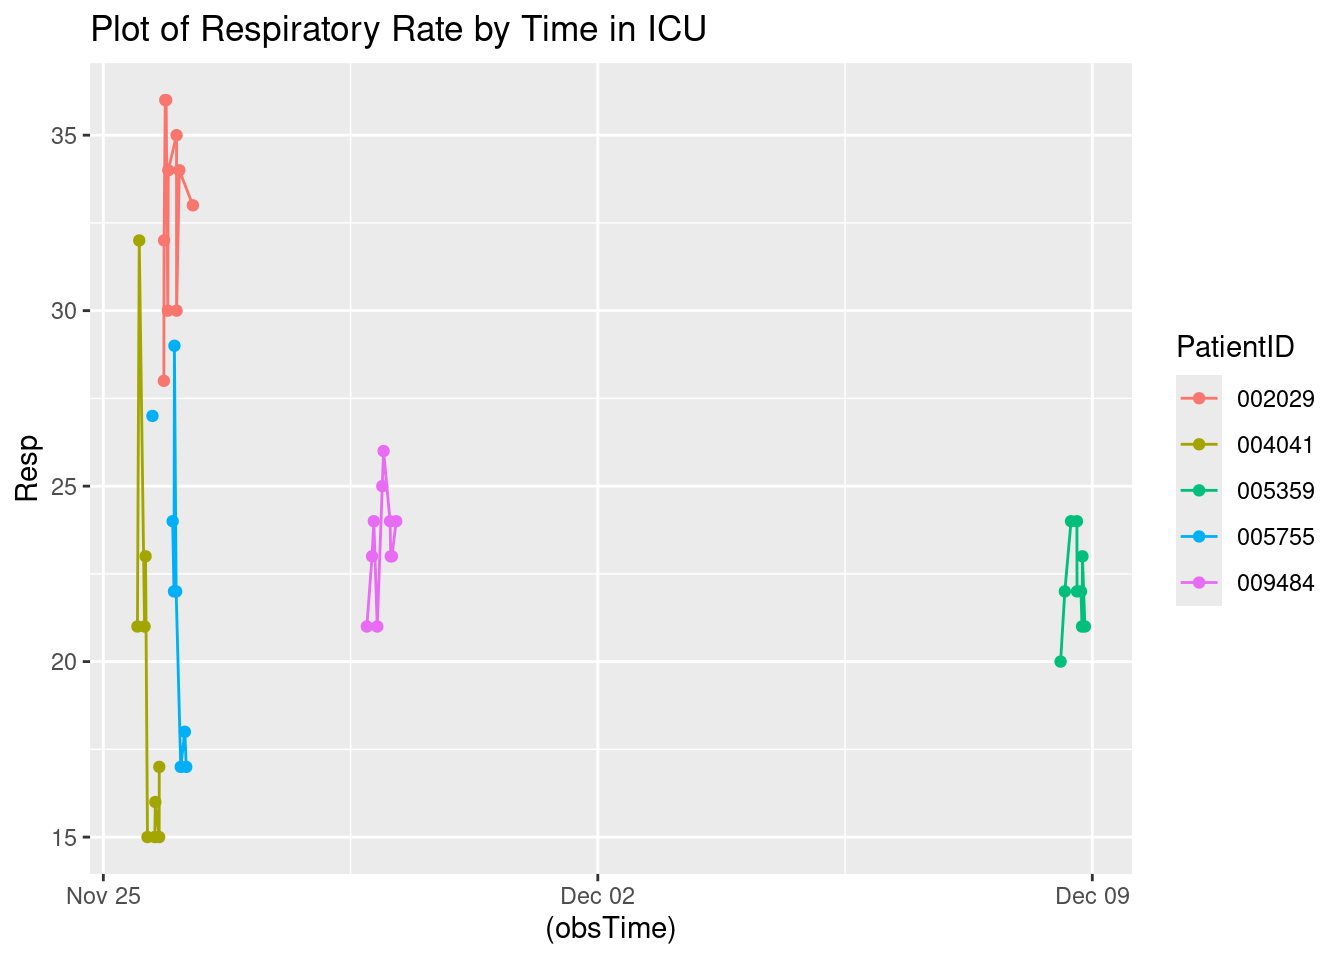 Plot of Respiratory Rate by Time in ICU
35
30
25
20
15
Resp
Nov 25
Dec 02
Dec 09
(obsTime)
PatientID
002029
004041
005359
005755
009484